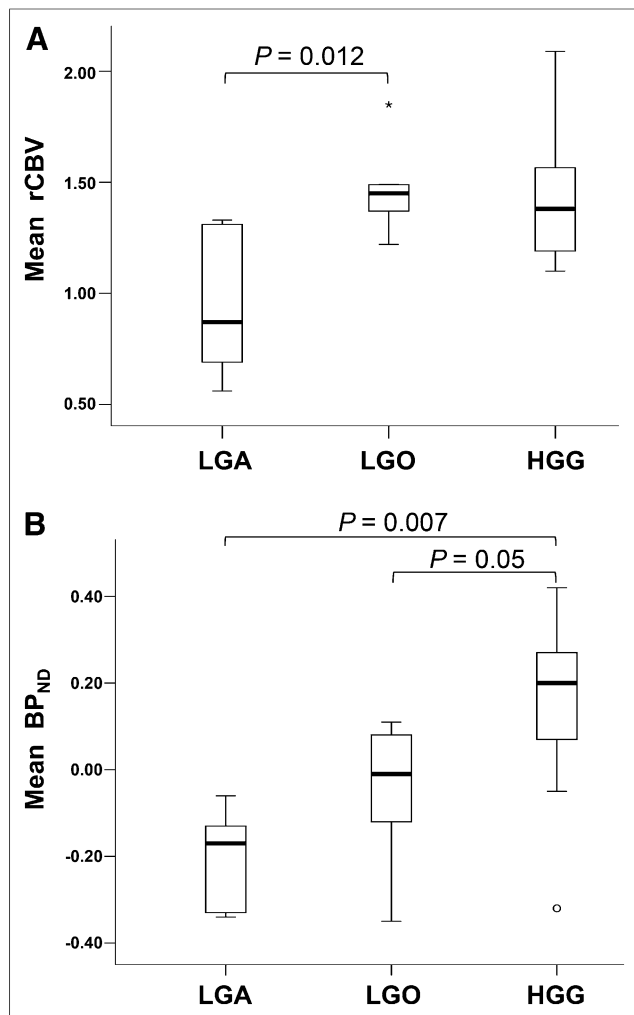 A
P = 0.012
2.00
1.50
1.00
0.50
Mean rCBV
LGA LGO HGG
B
P = 0.007
P = 0.05
0.40
0.20
0.00
-0.20
-0.40
Mean BPND
LGA LGO HGG